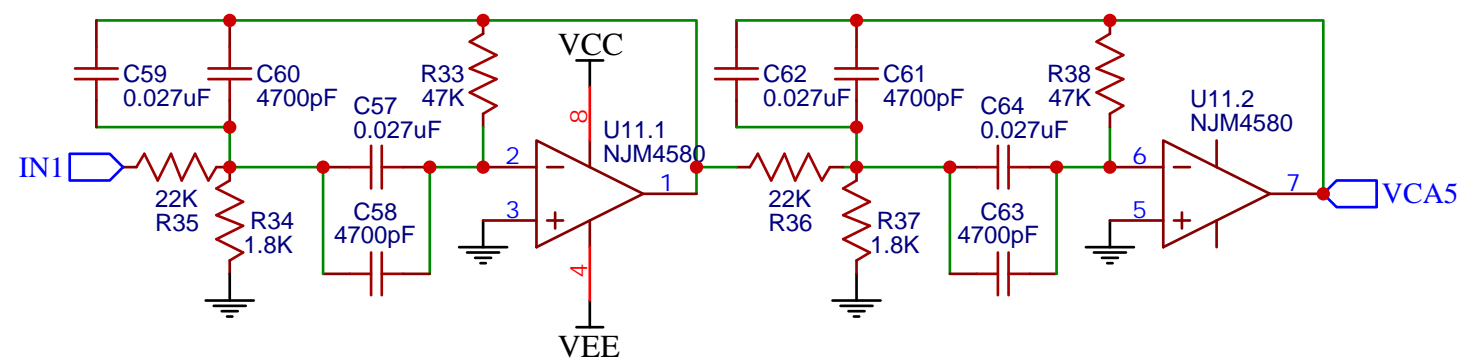 C59
0.027uF
C60
4700pF
R33
47K
VCC
C62
0.027uF
C61
4700pF
R38
47K
C57
0.027uF
8
U11.1
NJM4580
C64
0.027uF
U11.2
NJM4580
IN1
2
1
6
7
VCA5
22K
R35
R34
1.8K
C58
4700pF
3
22K
R36
R37
1.8K
C63
4700pF
5
4
VEE